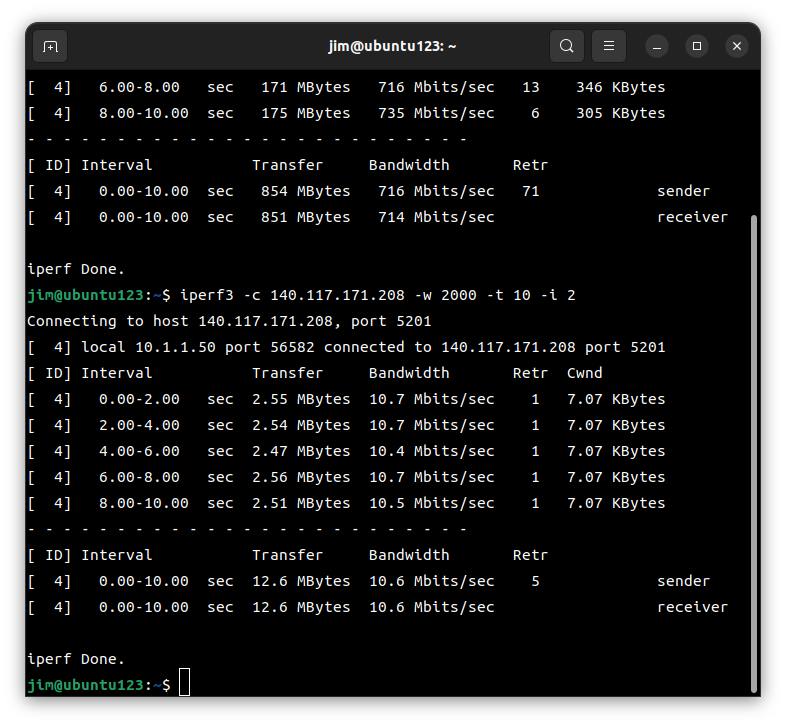 jim@ubuntu123: ~
[  4]   6.00-8.00   sec   171 MBytes   716 Mbits/sec   13    346 KBytes
[  4]   8.00-10.00  sec   175 MBytes   735 Mbits/sec    6    305 KBytes
- - - - - - - - - - - - - - - - - - - - - - - - -
[ ID] Interval           Transfer     Bandwidth       Retr
[  4]   0.00-10.00  sec   854 MBytes   716 Mbits/sec   71             sender
[  4]   0.00-10.00  sec   851 MBytes   714 Mbits/sec                  receiver
iperf Done.
jim@ubuntu123:~$ iperf3 -c 140.117.171.208 -w 2000 -t 10 -i 2
Connecting to host 140.117.171.208, port 5201
[  4] local 10.1.1.50 port 56582 connected to 140.117.171.208 port 5201
[ ID] Interval           Transfer     Bandwidth       Retr  Cwnd
[  4]   0.00-2.00   sec  2.55 MBytes  10.7 Mbits/sec    1   7.07 KBytes
[  4]   2.00-4.00   sec  2.54 MBytes  10.7 Mbits/sec    1   7.07 KBytes
[  4]   4.00-6.00   sec  2.47 MBytes  10.4 Mbits/sec    1   7.07 KBytes
[  4]   6.00-8.00   sec  2.56 MBytes  10.7 Mbits/sec    1   7.07 KBytes
[  4]   8.00-10.00  sec  2.51 MBytes  10.5 Mbits/sec    1   7.07 KBytes
- - - - - - - - - - - - - - - - - - - - - - - - -
[ ID] Interval           Transfer     Bandwidth       Retr
[  4]   0.00-10.00  sec  12.6 MBytes  10.6 Mbits/sec    5             sender
[  4]   0.00-10.00  sec  12.6 MBytes  10.6 Mbits/sec                  receiver
iperf Done.
jim@ubuntu123:~$